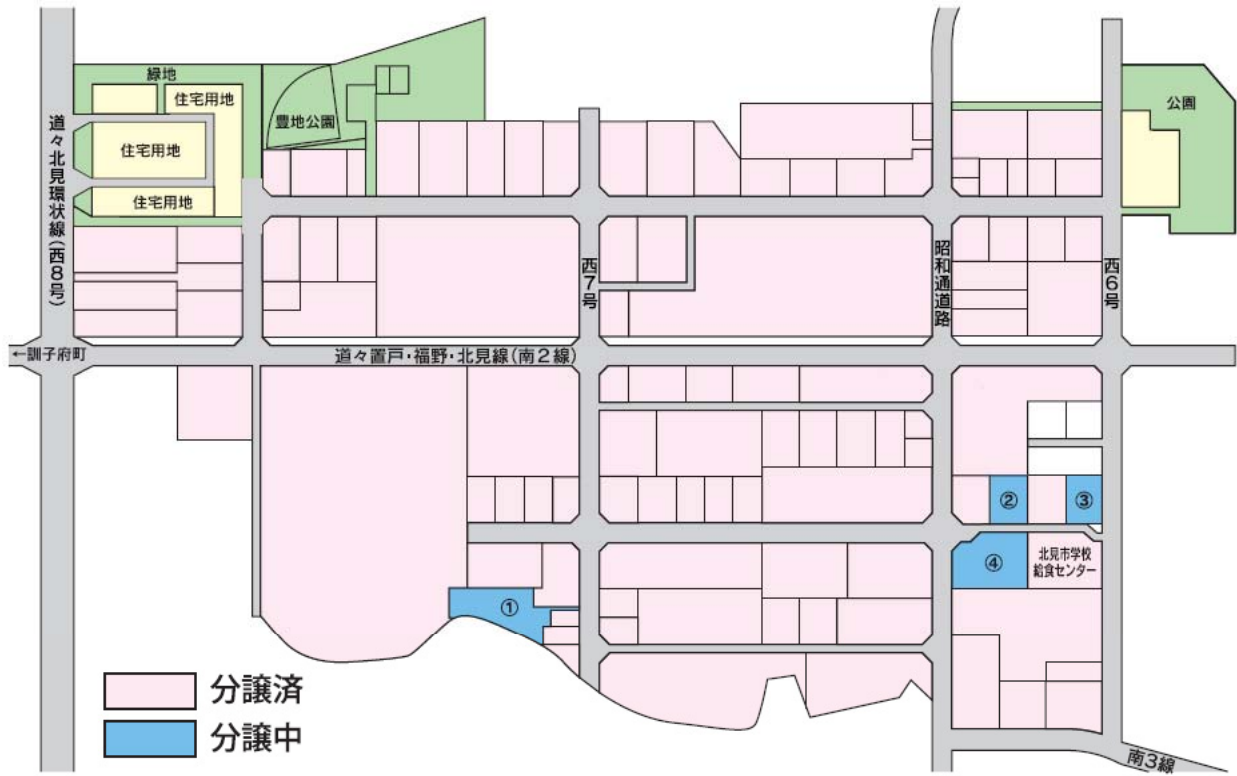 緑地
住宅用地
豊地公園
公園
住宅用地
住宅用地
道々北見環状線(西8号)
西7号
昭和通道路
西6号
←訓子府町
道々置戸・福野・北見線(南2線)
②
③
④
北見市学校
給食センター
①
分譲済
分譲中
南3線